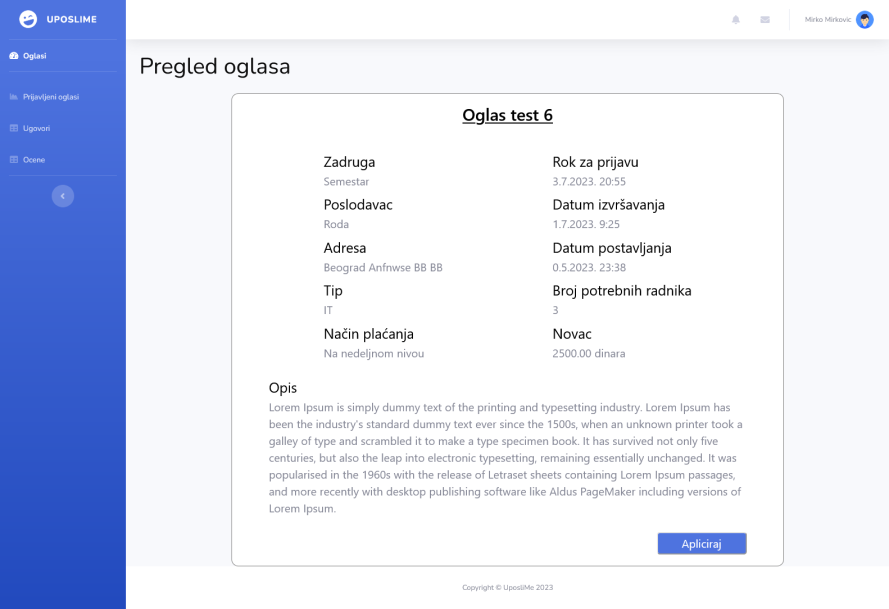 UPOSLIME
Mirko Mirkovic
Oglasi
Prijavljeni oglasi
Ugovori
Ocene
Pregled oglasa
Oglas test 6
Zadruga
Semestar
Poslodavac
Roda
Adresa
Beograd Anfnwse BB BB
Tip
IT
Način plaćanja
Na nedeljnom nivou
Rok za prijavu
3.7.2023. 20:55
Datum izvršavanja
1.7.2023. 9:25
Datum postavljanja
0.5.2023. 23:38
Broj potrebnih radnika
3
Novac
2500.00 dinara
Opis
Lorem Ipsum is simply dummy text of the printing and typesetting industry. Lorem Ipsum has
been the industry's standard dummy text ever since the 1500s, when an unknown printer took a
galley of type and scrambled it to make a type specimen book. It has survived not only five
centuries, but also the leap into electronic typesetting, remaining essentially unchanged. It was
popularised in the 1960s with the release of Letraset sheets containing Lorem Ipsum passages,
and more recently with desktop publishing software like Aldus PageMaker including versions of
Lorem Ipsum.
Apliciraj
Copyright © UposliMe 2023